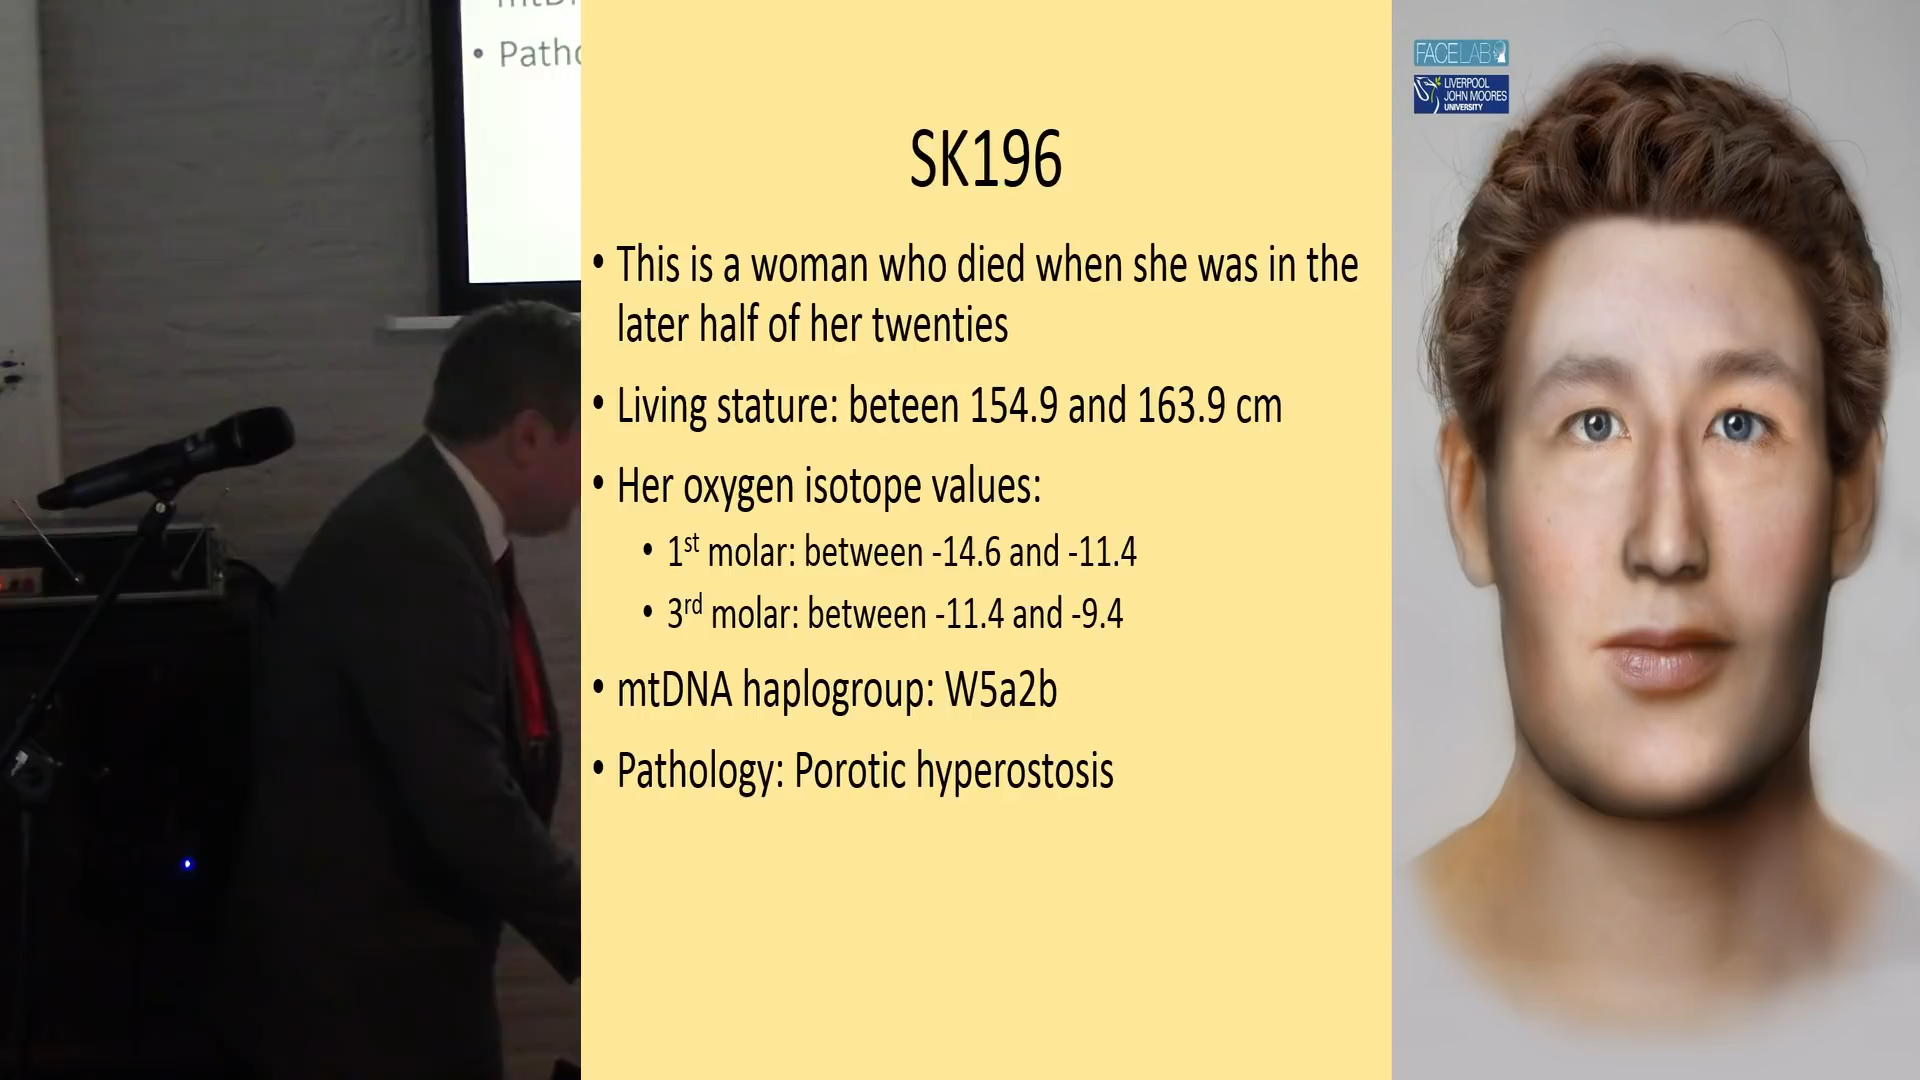 • Patho
SK196
• This is a woman who died when she was in the
later half of her twenties
• Living stature: beteen 154.9 and 163.9 cm
• Her oxygen isotope values:
• 1st molar: between -14.6 and -11.4
• 3rd molar: between -11.4 and -9.4
• mtDNA haplogroup: W5a2b
• Pathology: Porotic hyperostosis
FACELAB
LIVERPOOL
JOHN MOORES
UNIVERSITY